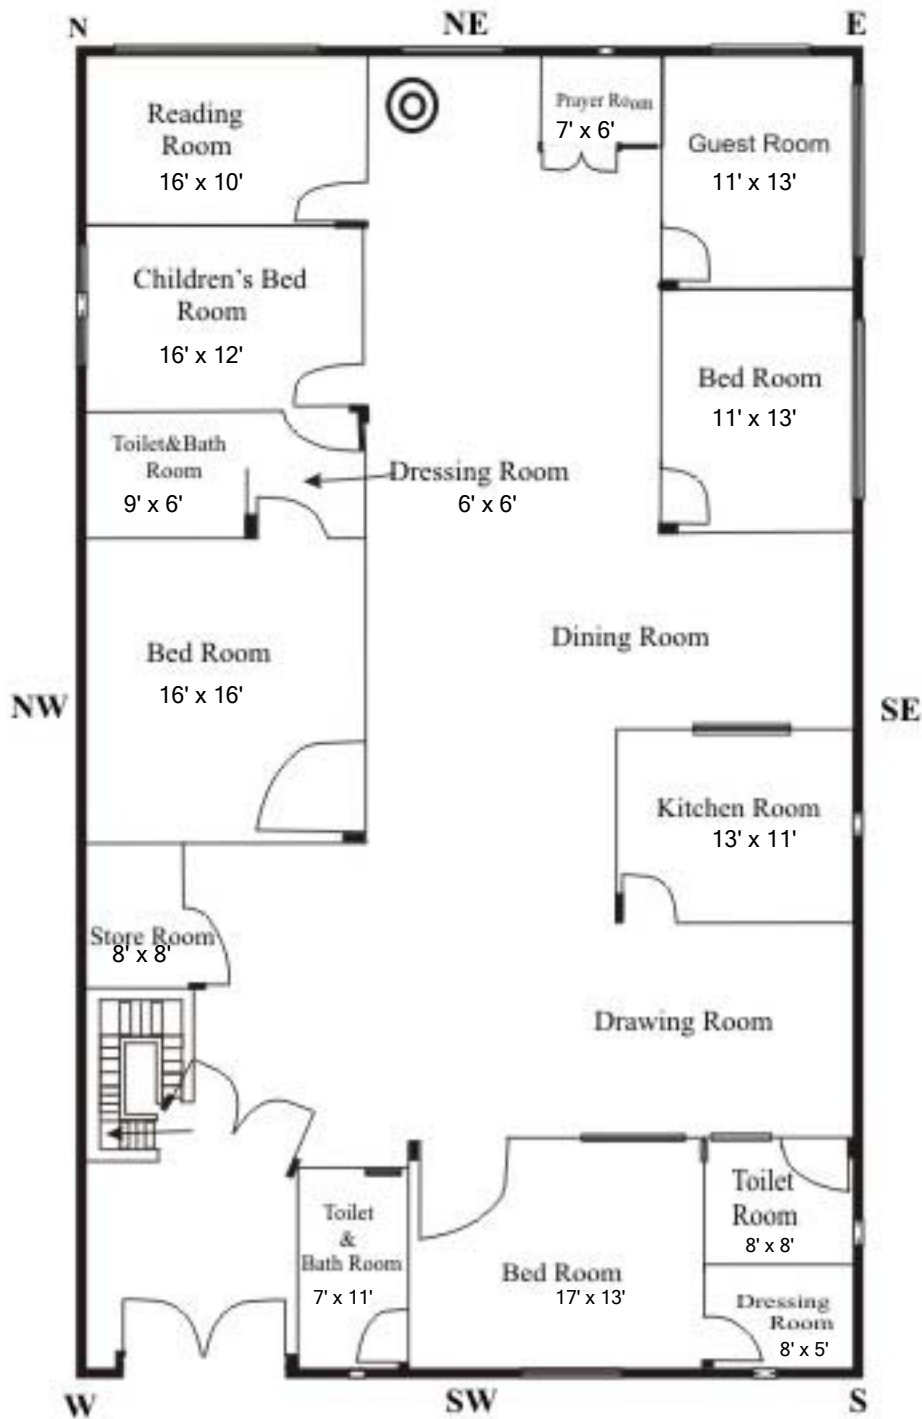 N
NE
E
Reading
Room
16' x 10'
Prayer Room
7' x 6'
Guest Room
11' x 13'
Children's Bed
Room
16' x 12'
Bed Room
11' x 13'
Toilet&Bath
Room
9' x 6'
Dressing Room
6' x 6'
Dining Room
Bed Room
16' x 16'
NW
SE
Kitchen Room
13' x 11'
Store Room
8' x 8'
Drawing Room
Toilet
&
Bath Room
7' x 11'
Bed Room
17' x 13'
Toilet
Room
8' x 8'
Dressing
Room
8' x 5'
W
SW
S